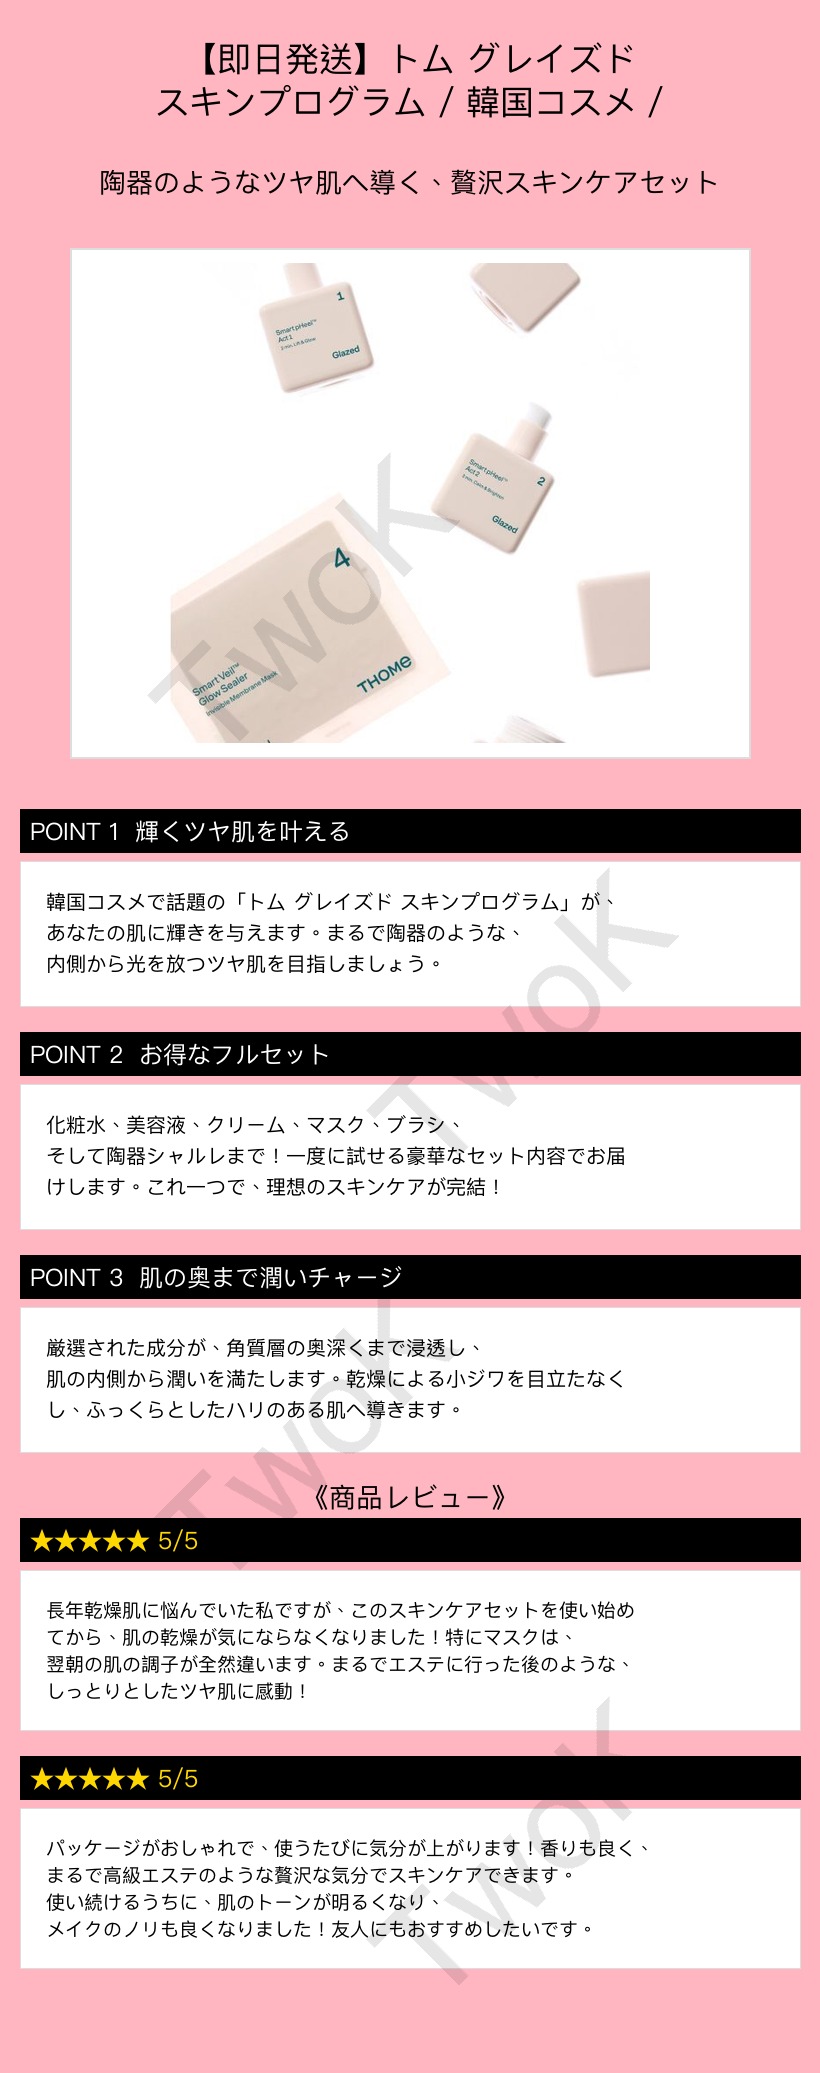 【即日発送】トム グレイズド
スキンプログラム / 韓国コスメ /
陶器のようなツヤ肌へ導く、贅沢スキンケアセット
1
Smart pHeel™
Act 1
2 min. Lift & Glow
Glazed
Smart pHeel™
Act 2
2
Glazed
4
Smart Veil™
Glow Sealer
Invisible Membrane Mask
THOME
TwoK
POINT 1 輝くツヤ肌を叶える
韓国コスメで話題の「トム グレイズド スキンプログラム」が、
あなたの肌に輝きを与えます。まるで陶器のような、
内側から光を放つツヤ肌を目指しましょう。
TwoK
POINT 2 お得なフルセット
化粧水、美容液、クリーム、マスク、ブラシ、
そして陶器シャルレまで！一度に試せる豪華なセット内容でお届
けします。これ一つで、理想のスキンケアが完結！
POINT 3 肌の奥まで潤いチャージ
厳選された成分が、角質層の奥深くまで浸透し、
肌の内側から潤いを満たします。乾燥による小ジワを目立たなく
し、ふっくらとしたハリのある肌へ導きます。
TwoK
《商品レビュー》
★★★★★ 5/5
長年乾燥肌に悩んでいた私ですが、このスキンケアセットを使い始め
てから、肌の乾燥が気にならなくなりました！特にマスクは、
翌朝の肌の調子が全然違います。まるでエステに行った後のような、
しっとりとしたツヤ肌に感動！
★★★★★ 5/5
パッケージがおしゃれで、使うたびに気分が上がります！香りも良く、
まるで高級エステのような贅沢な気分でスキンケアできます。
使い続けるうちに、肌のトーンが明るくなり、
メイクのノリも良くなりました！友人にもおすすめしたいです。
TwoK